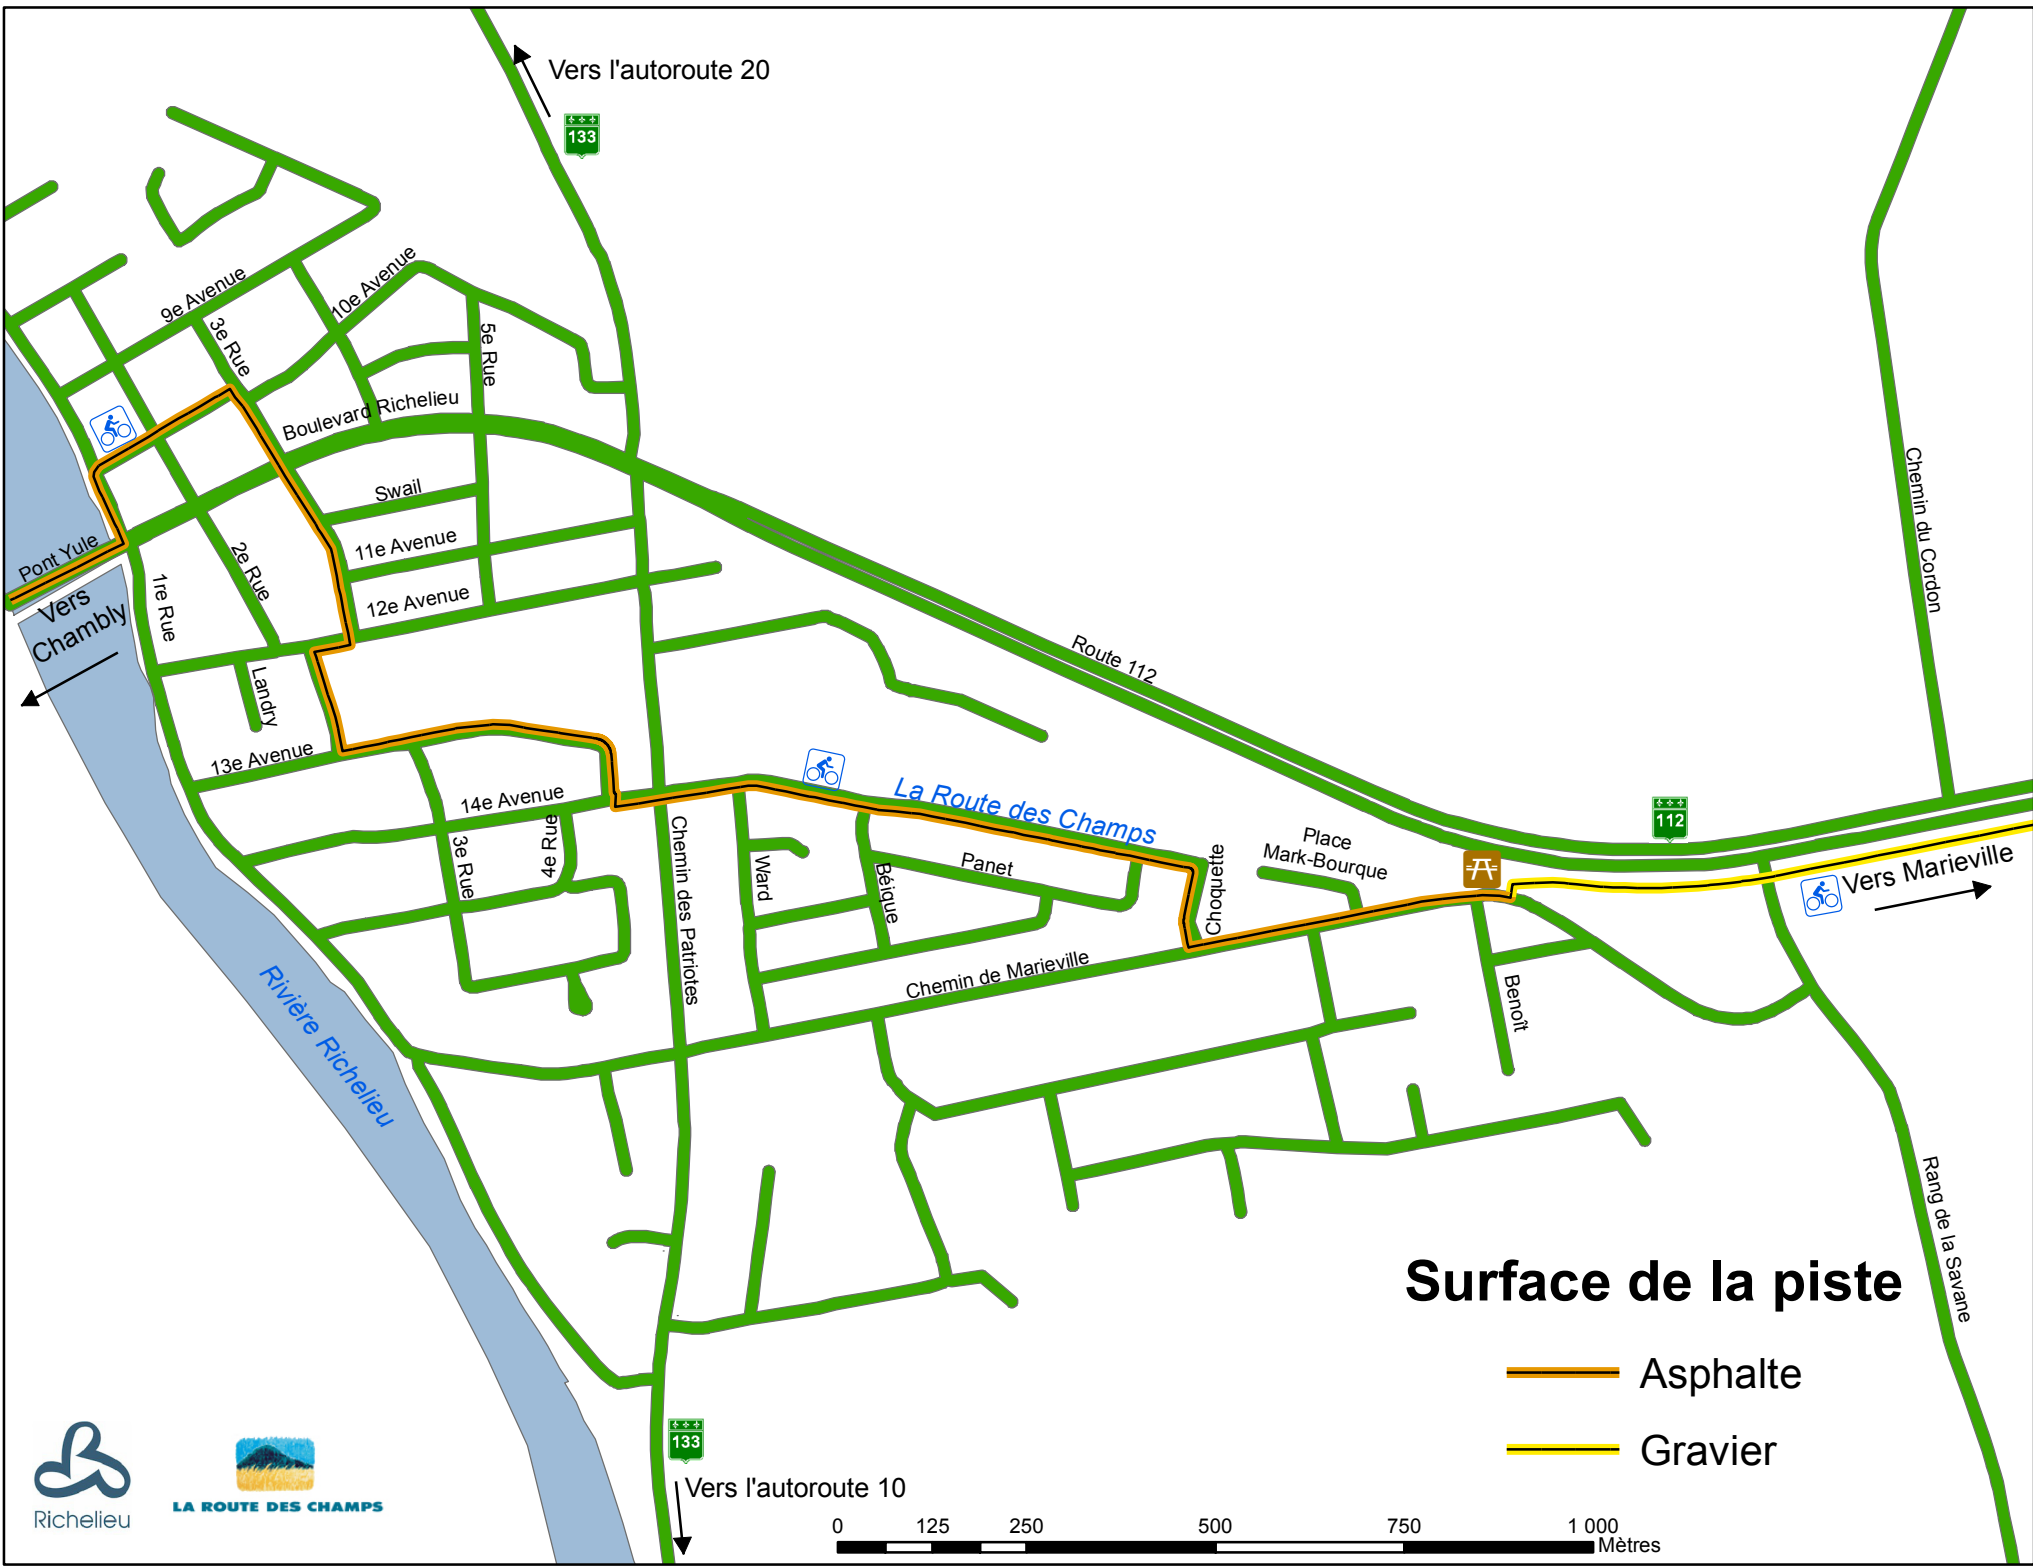 Vers l'autoroute 20
133
9e Avenue
10e Avenue
3e Rue
5e Rue
Boulevard Richelieu
Swail
11e Avenue
12e Avenue
Pont Yule
Vers
Chambly
1re Rue
2e Rue
Landry
13e Avenue
14e Avenue
3e Rue
4e Rue
Chemin des Patriotes
Ward
Béique
Panet
La Route des Champs
Choquette
Route 112
Place
Mark-Bourque
112
Chemin du Cordon
Vers Marieville
Chemin de Marieville
Benoît
Rang de la Savane
Rivière Richelieu
Surface de la piste
Asphalte
Gravier
133
Vers l'autoroute 10
Richelieu
LA ROUTE DES CHAMPS
0 125 250 500 750 1 000
Mètres